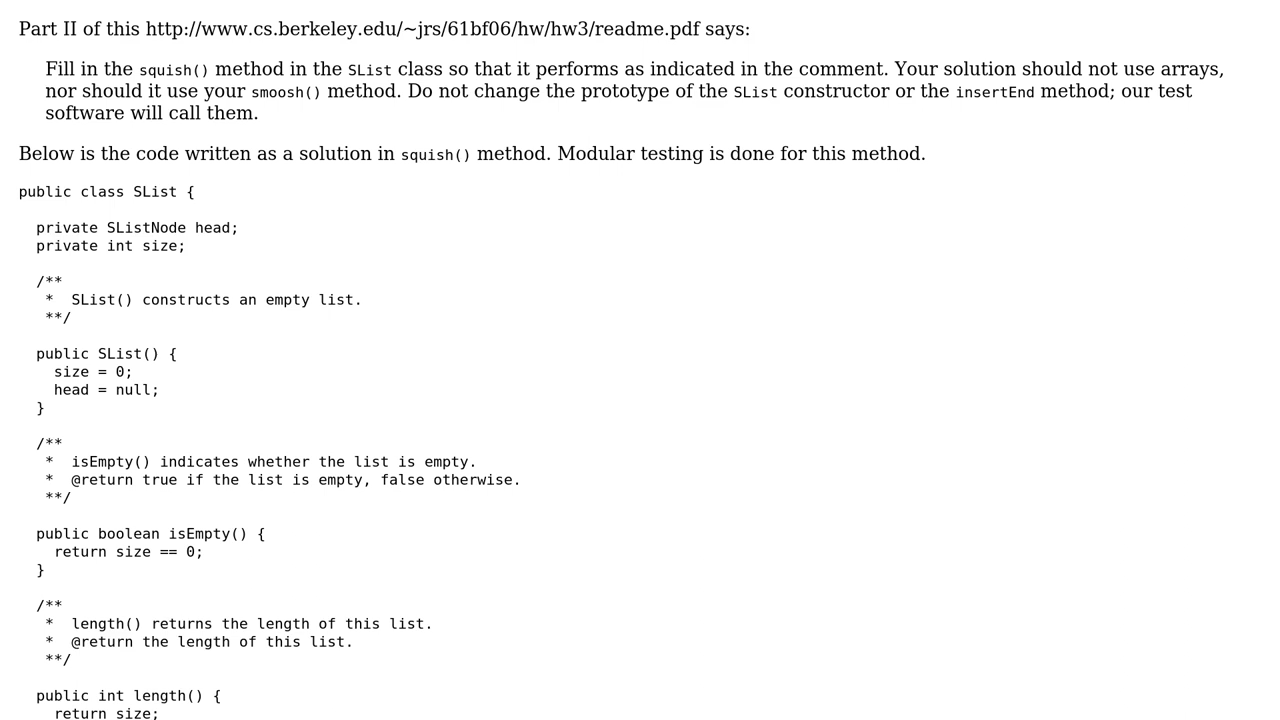 Part II of this http://www.cs.berkeley.edu/~jrs/61bf06/hw/hw3/readme.pdf says:
Fill in the squish() method in the SList class so that it performs as indicated in the comment. Your solution should not use arrays,
nor should it use your smoosh() method. Do not change the prototype of the SList constructor or the insertEnd method; our test
software will call them.
Below is the code written as a solution in squish() method. Modular testing is done for this method.
public class SList {
  private SListNode head;
  private int size;
  /**
   *  SList() constructs an empty list.
   **/
  public SList() {
    size = 0;
    head = null;
  }
  /**
   *  isEmpty() indicates whether the list is empty.
   *  @return true if the list is empty, false otherwise.
   **/
  public boolean isEmpty() {
    return size == 0;
  }
  /**
   *  length() returns the length of this list.
   *  @return the length of this list.
   **/
  public int length() {
    return size;